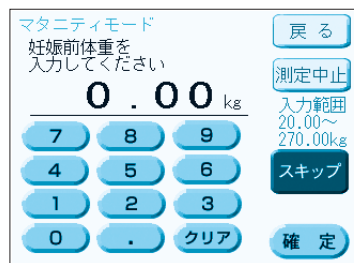 マタニティモード
妊娠前体重を
入力してください
0.00 kg
戻る
測定中止
入力範囲
20.00～
270.00kg
スキップ
7 8 9
4 5 6
1 2 3
0 . クリア
確定